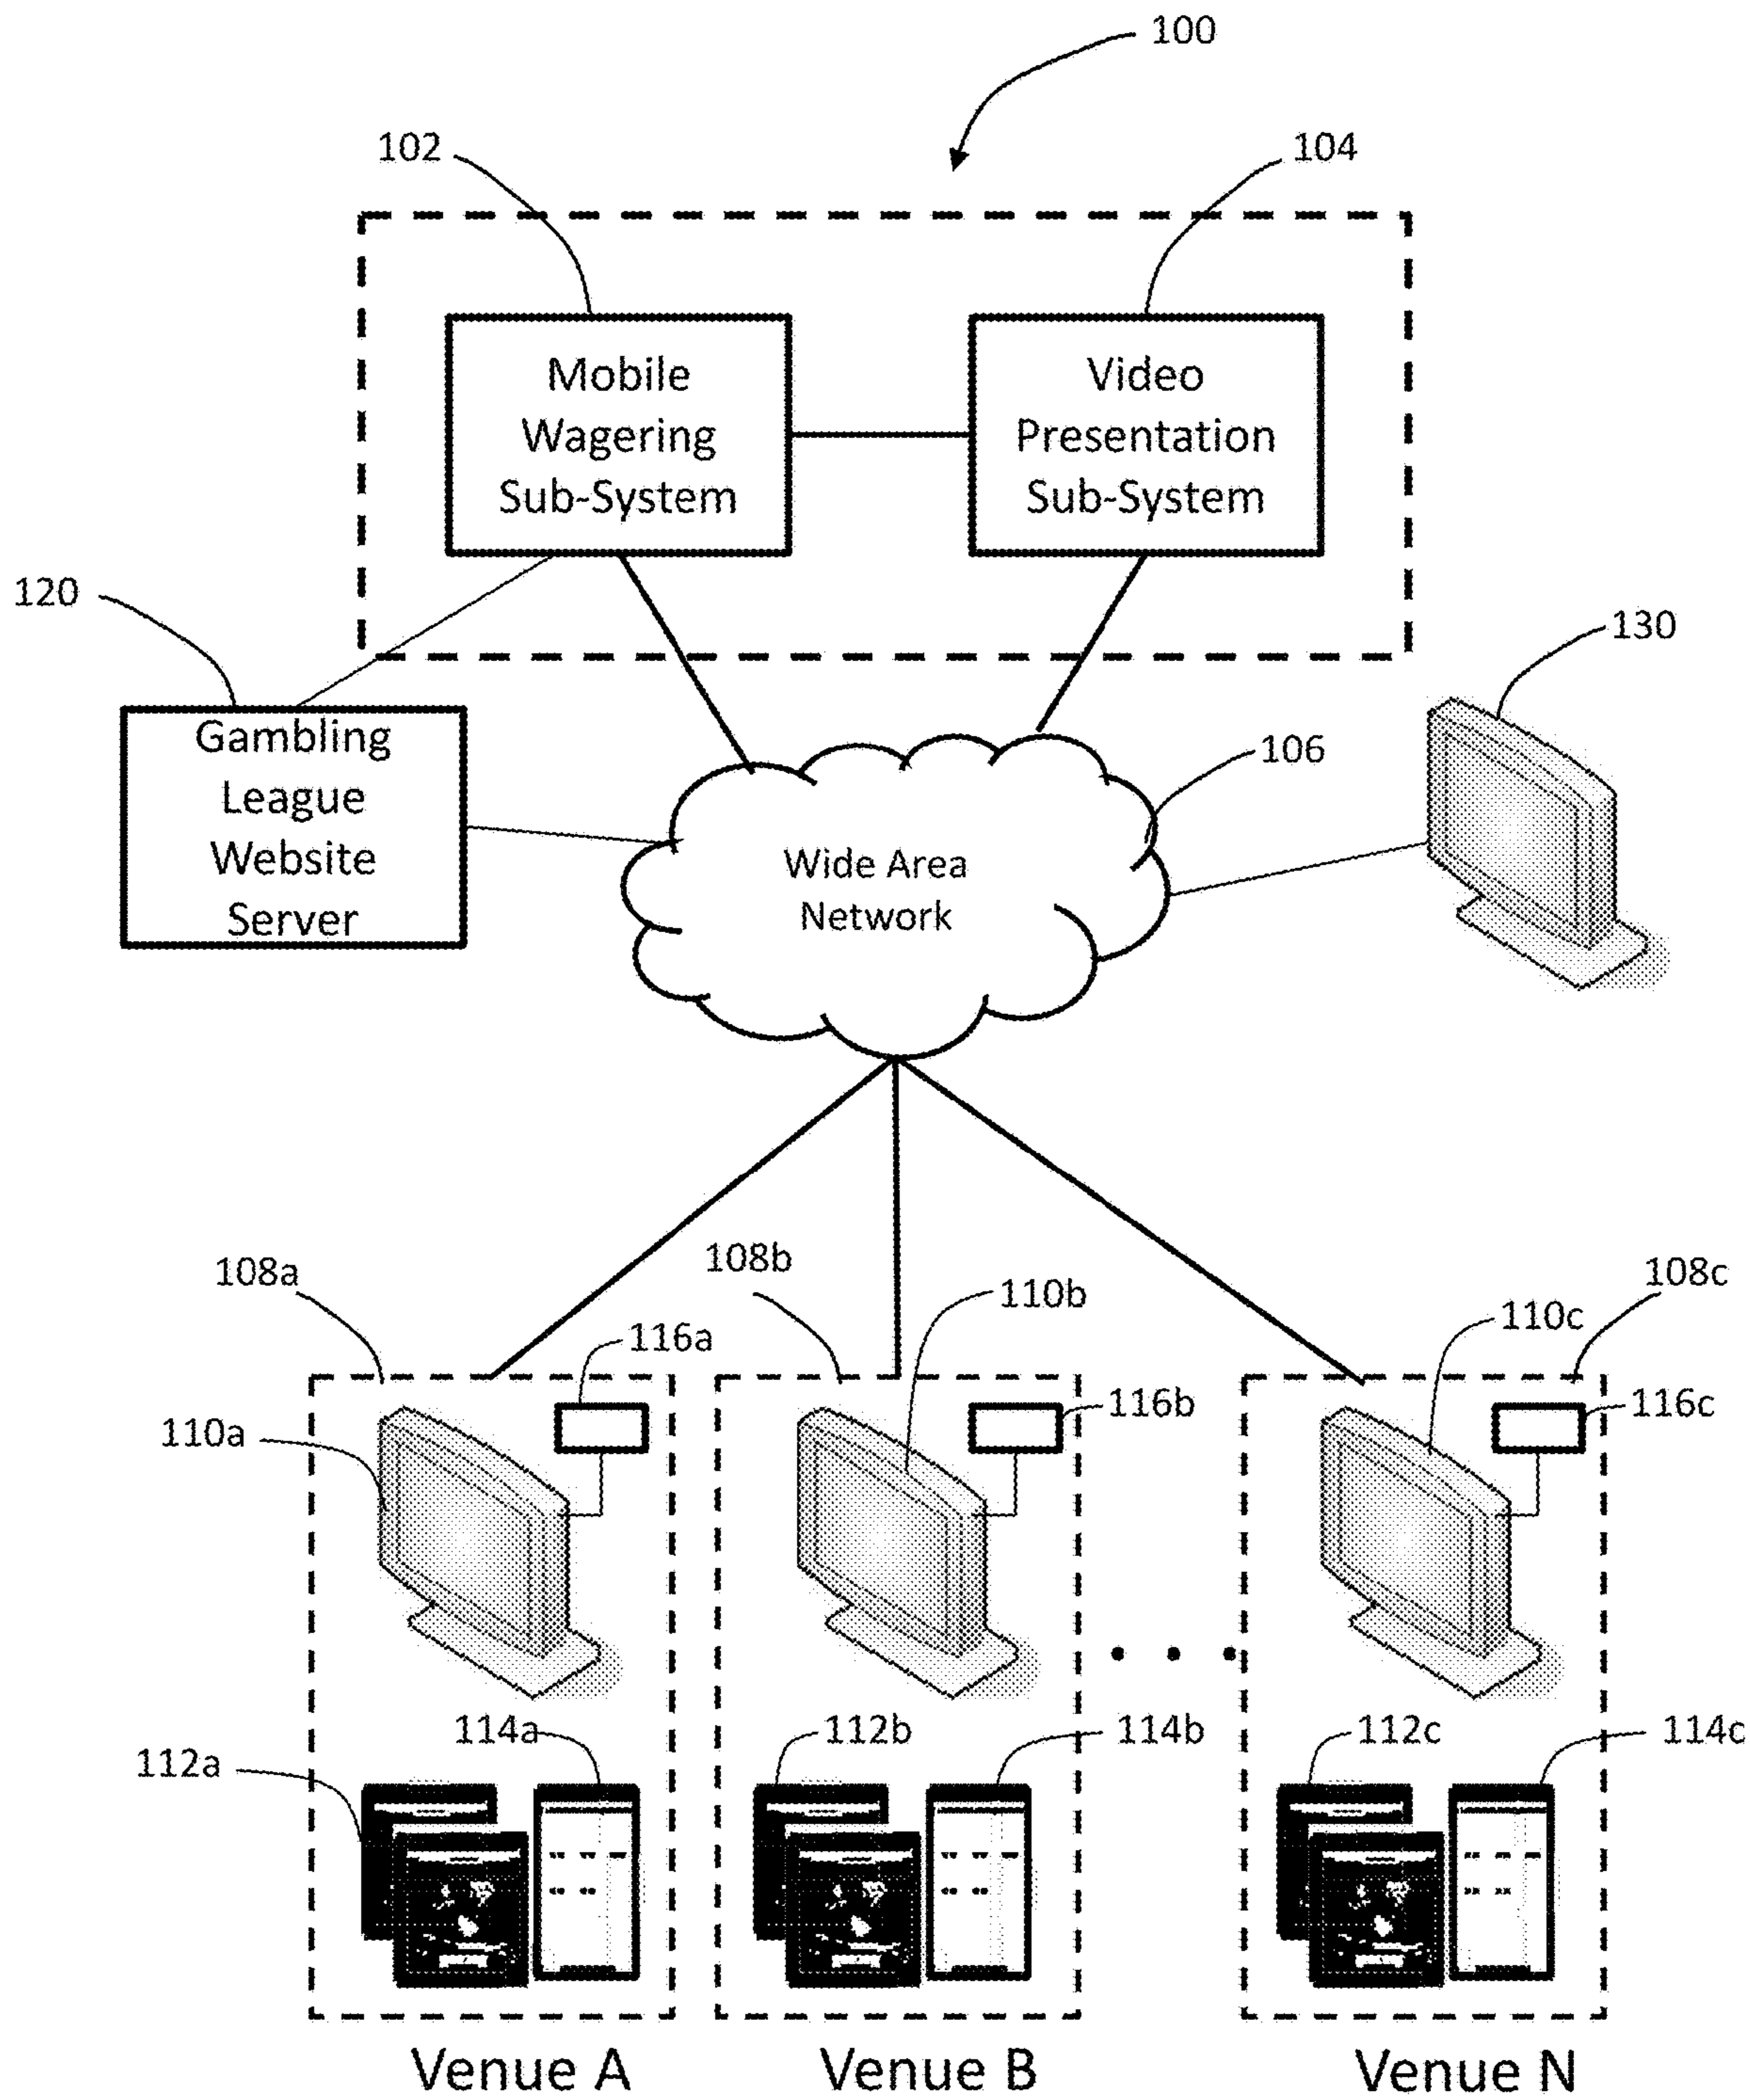 100
102
104
Mobile
Wagering
Sub-System
Video
Presentation
Sub-System
120
130
Gambling
League
Website
Server
106
Wide Area
Network
108a
108b
108c
110b
110c
116a
110a
116b
116c
114a
112b
114b
112c
114c
112a
Venue A
Venue B
Venue N